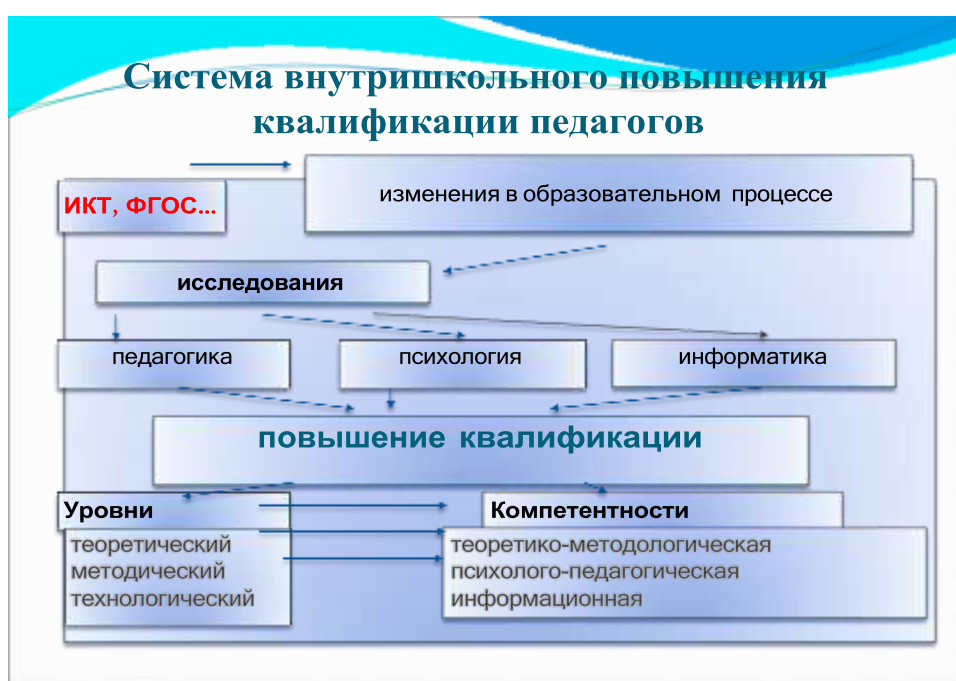 Система внутришкольного повышения
квалификации педагогов
изменения в образовательном процессе
ИКТ, ФГОС...
исследования
педагогика
психология
информатика
повышение квалификации
Уровни
Компетентности
теоретический
методический
технологический
теоретико-методологическая
психолого-педагогическая
информационная